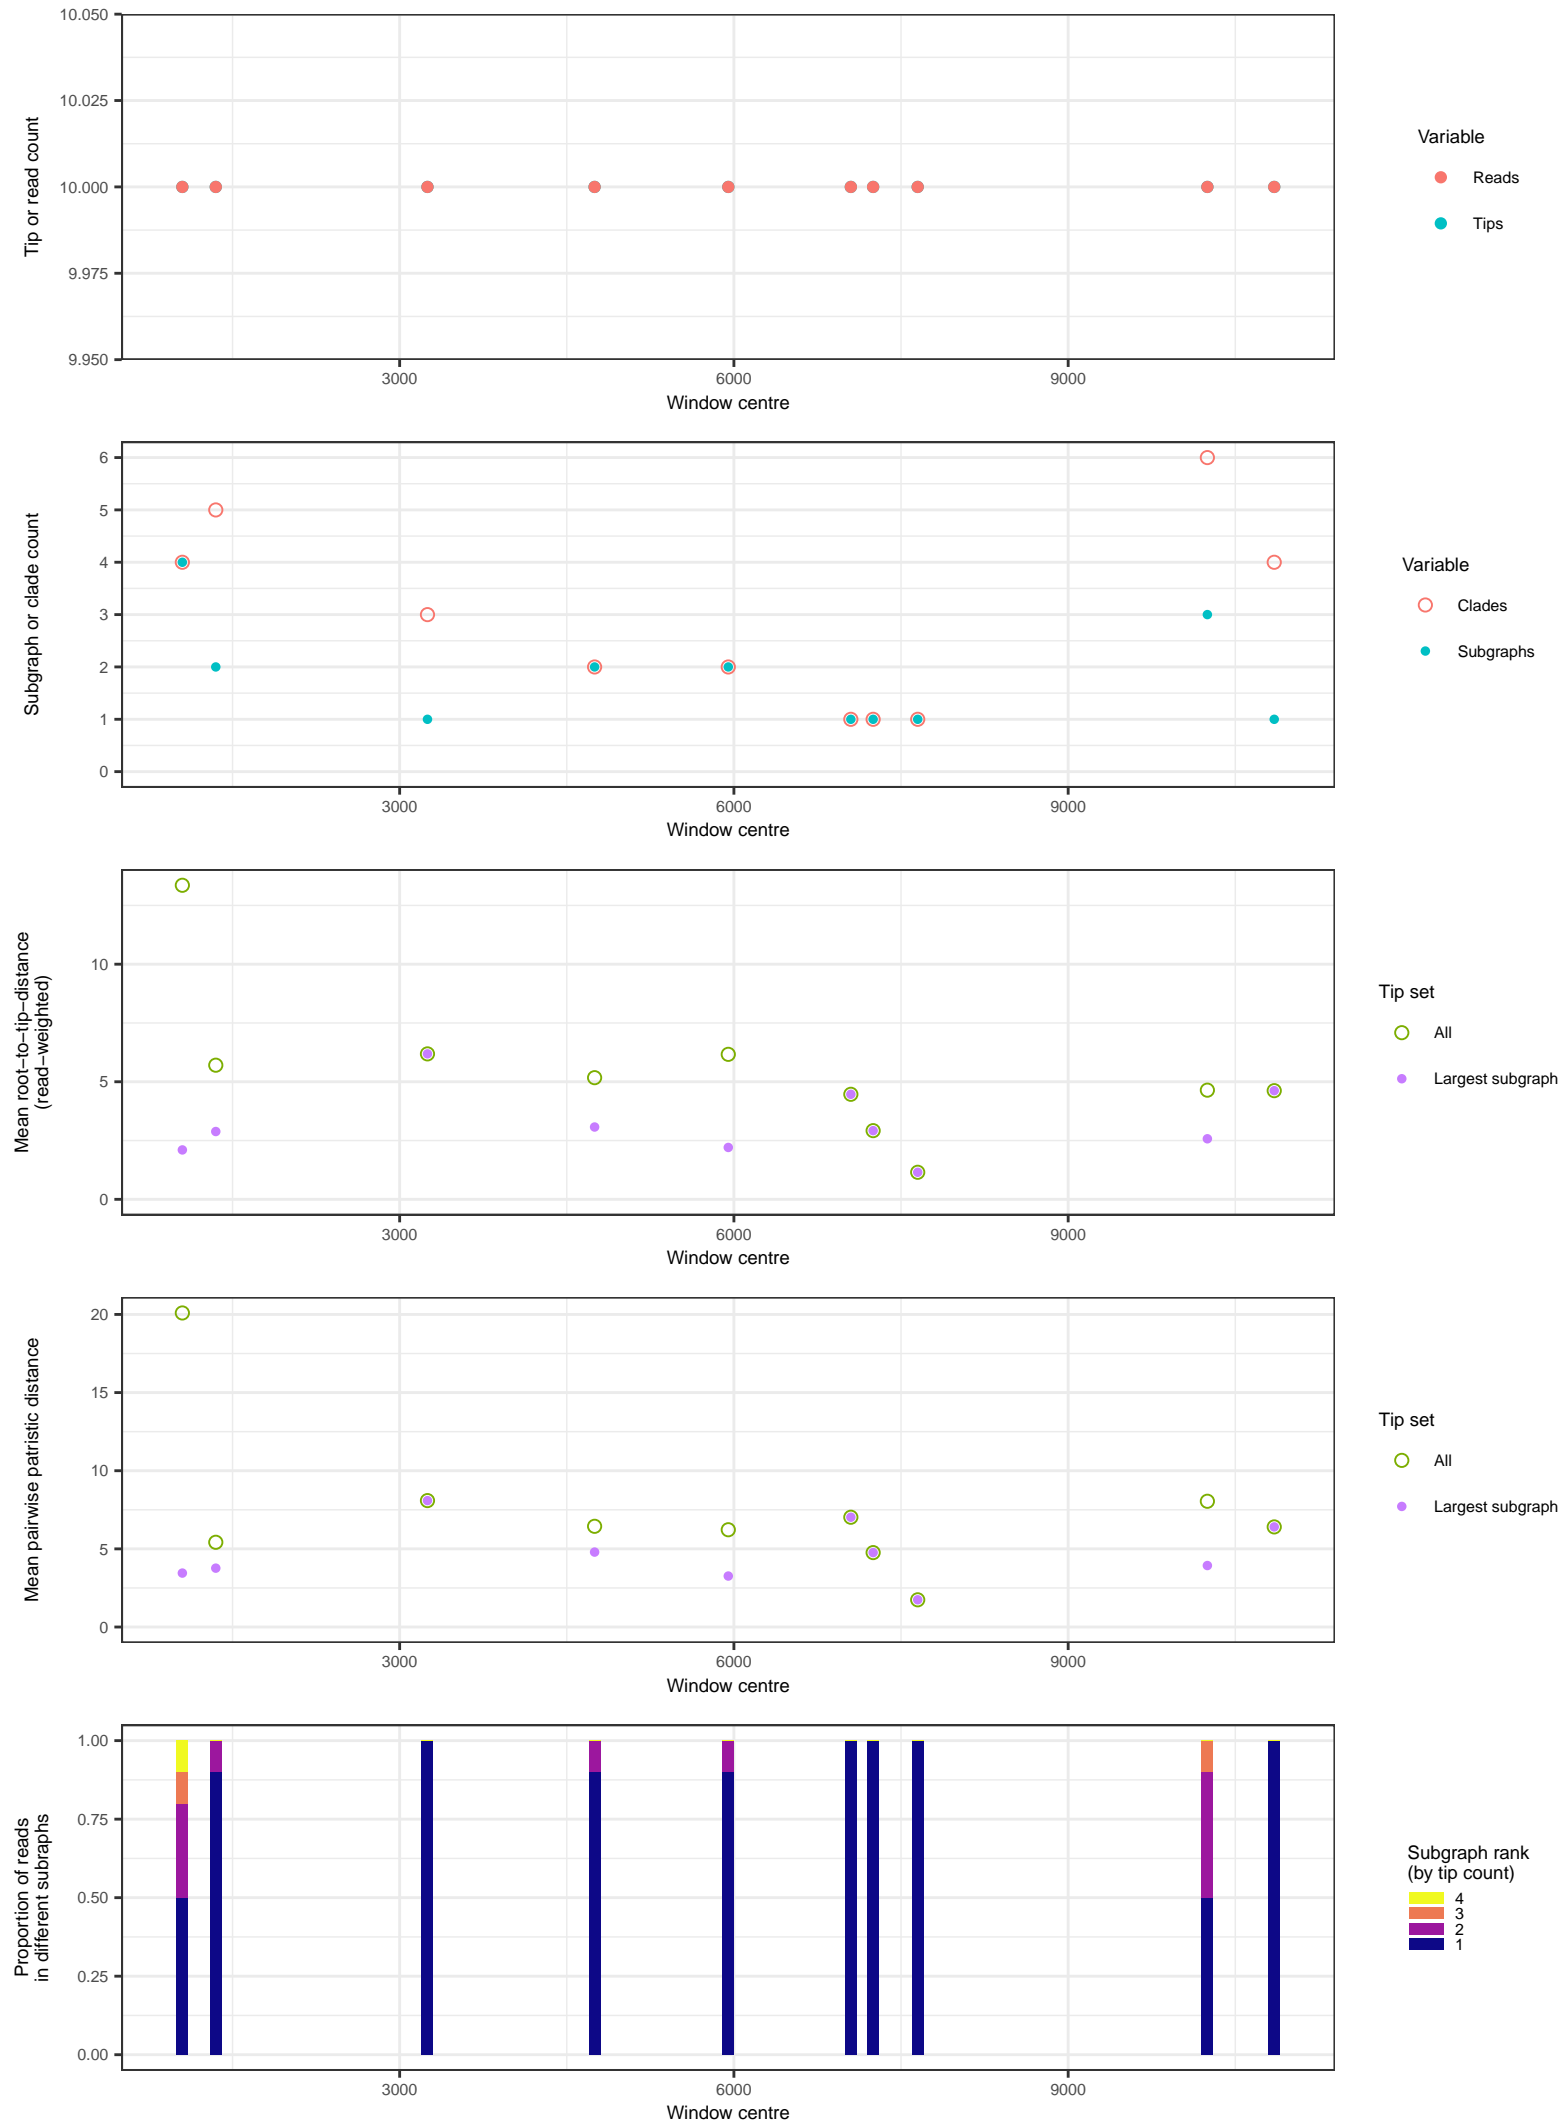 10.050
10.025
10.000
9.975
9.950
Tip or read count
3000 6000 9000
Window centre
Variable
Reads
Tips
6
5
4
3
2
1
0
Subgraph or clade count
3000 6000 9000
Window centre
Variable
Clades
Subgraphs
10
5
0
Mean root−to−tip−distance
(read−weighted)
3000 6000 9000
Window centre
Tip set
All
Largest subgraph
20
15
10
5
0
Mean pairwise patristic distance
3000 6000 9000
Window centre
Tip set
All
Largest subgraph
1.00
0.75
0.50
0.25
0.00
Proportion of reads
in different subraphs
3000 6000 9000
Window centre
Subgraph rank
(by tip count)
4
3
2
1